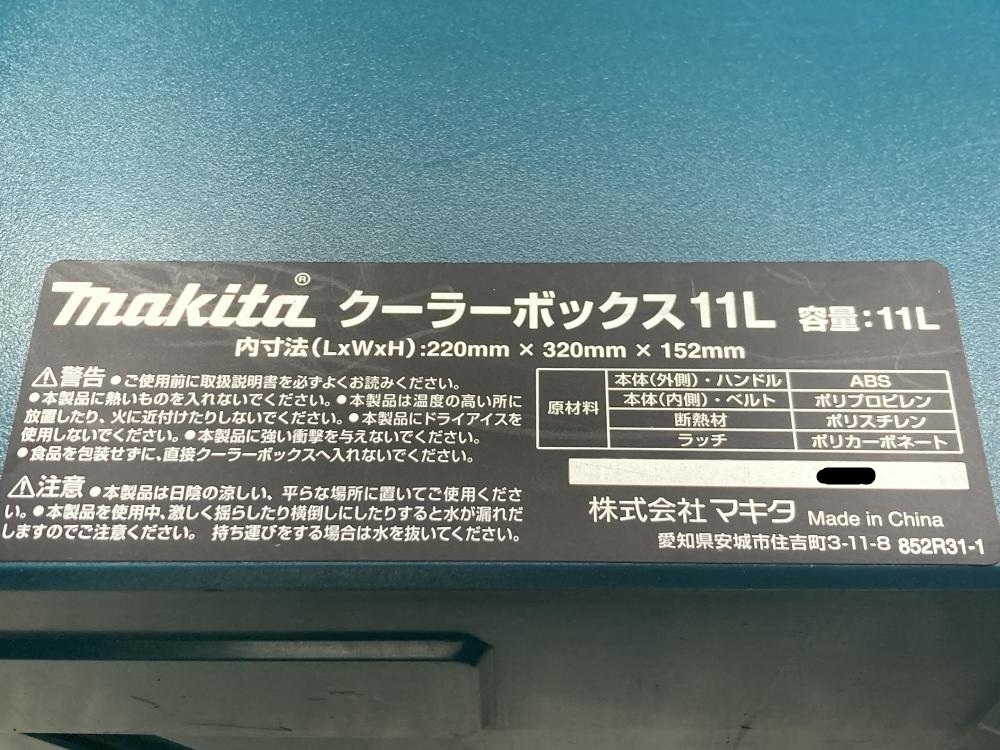 makita® クーラーボックス11L 容量:11L
内寸法(LxWxH):220mm × 320mm × 152mm
⚠警告 ●ご使用前に取扱説明書を必ずよくお読みください。
●本製品に熱いものを入れないでください。●本製品は温度の高い所に
放置したり、火に近付けたりしないでください。●本製品にドライアイスを
使用しないでください。●本製品に強い衝撃を与えないでください。
●食品を包装せずに、直接クーラーボックスへ入れないでください。
⚠注意 ●本製品は日陰の涼しい、平らな場所に置いてご使用くださ
い。●本製品を使用中、激しく揺らしたり横倒しにしたりすると水が漏れだ
しますのでご注意ください。 持ち運びをする場合は水を抜いてください。
原材料
本体(外側)・ハンドル ABS
本体(内側)・ベルト ポリプロピレン
断熱材 ポリスチレン
ラッチ ポリカーボネート
株式会社 マキタ Made in China
愛知県安城市住吉町3-11-8 852R31-1